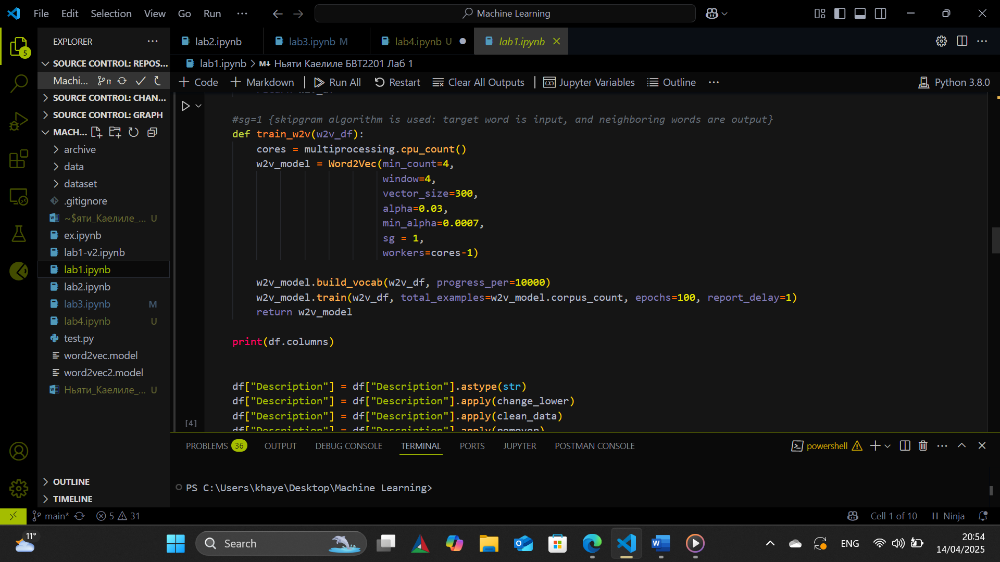 File Edit Selection View Go Run ···
Machine Learning
EXPLORER
5
SOURCE CONTROL: REPOS...
Machi...
SOURCE CONTROL: CHAN...
SOURCE CONTROL: GRAPH
MACH...
archive
data
dataset
.gitignore
~$яти_Каелиле_... U
ex.ipynb
lab1-v2.ipynb
lab1.ipynb
lab2.ipynb
lab3.ipynb M
lab4.ipynb U
test.py
word2vec.model
word2vec2.model
Ньяти_Каелиле_... U
OUTLINE
TIMELINE
lab2.ipynb lab3.ipynb M lab4.ipynb U lab1.ipynb
lab1.ipynb > M↓ Ньяти Каелиле БВТ2201 Лаб 1
+ Code + Markdown | Run All Restart Clear All Outputs | Jupyter Variables Outline ··· Python 3.8.0
#sg=1 {skipgram algorithm is used: target word is input, and neighboring words are output}
def train_w2v(w2v_df):
cores = multiprocessing.cpu_count()
w2v_model = Word2Vec(min_count=4,
window=4,
vector_size=300,
alpha=0.03,
min_alpha=0.0007,
sg = 1,
workers=cores-1)
w2v_model.build_vocab(w2v_df, progress_per=10000)
w2v_model.train(w2v_df, total_examples=w2v_model.corpus_count, epochs=100, report_delay=1)
return w2v_model
print(df.columns)
df["Description"] = df["Description"].astype(str)
df["Description"] = df["Description"].apply(change_lower)
df["Description"] = df["Description"].apply(clean_data)
df["Description"] = df["Description"].apply(remover)
[4]
PROBLEMS 36 OUTPUT DEBUG CONSOLE TERMINAL PORTS JUPYTER POSTMAN CONSOLE
powershell
PS C:\Users\khaye\Desktop\Machine Learning>
main* 5 31
Cell 1 of 10 Ninja
11°
Search
ENG
20:54
14/04/2025